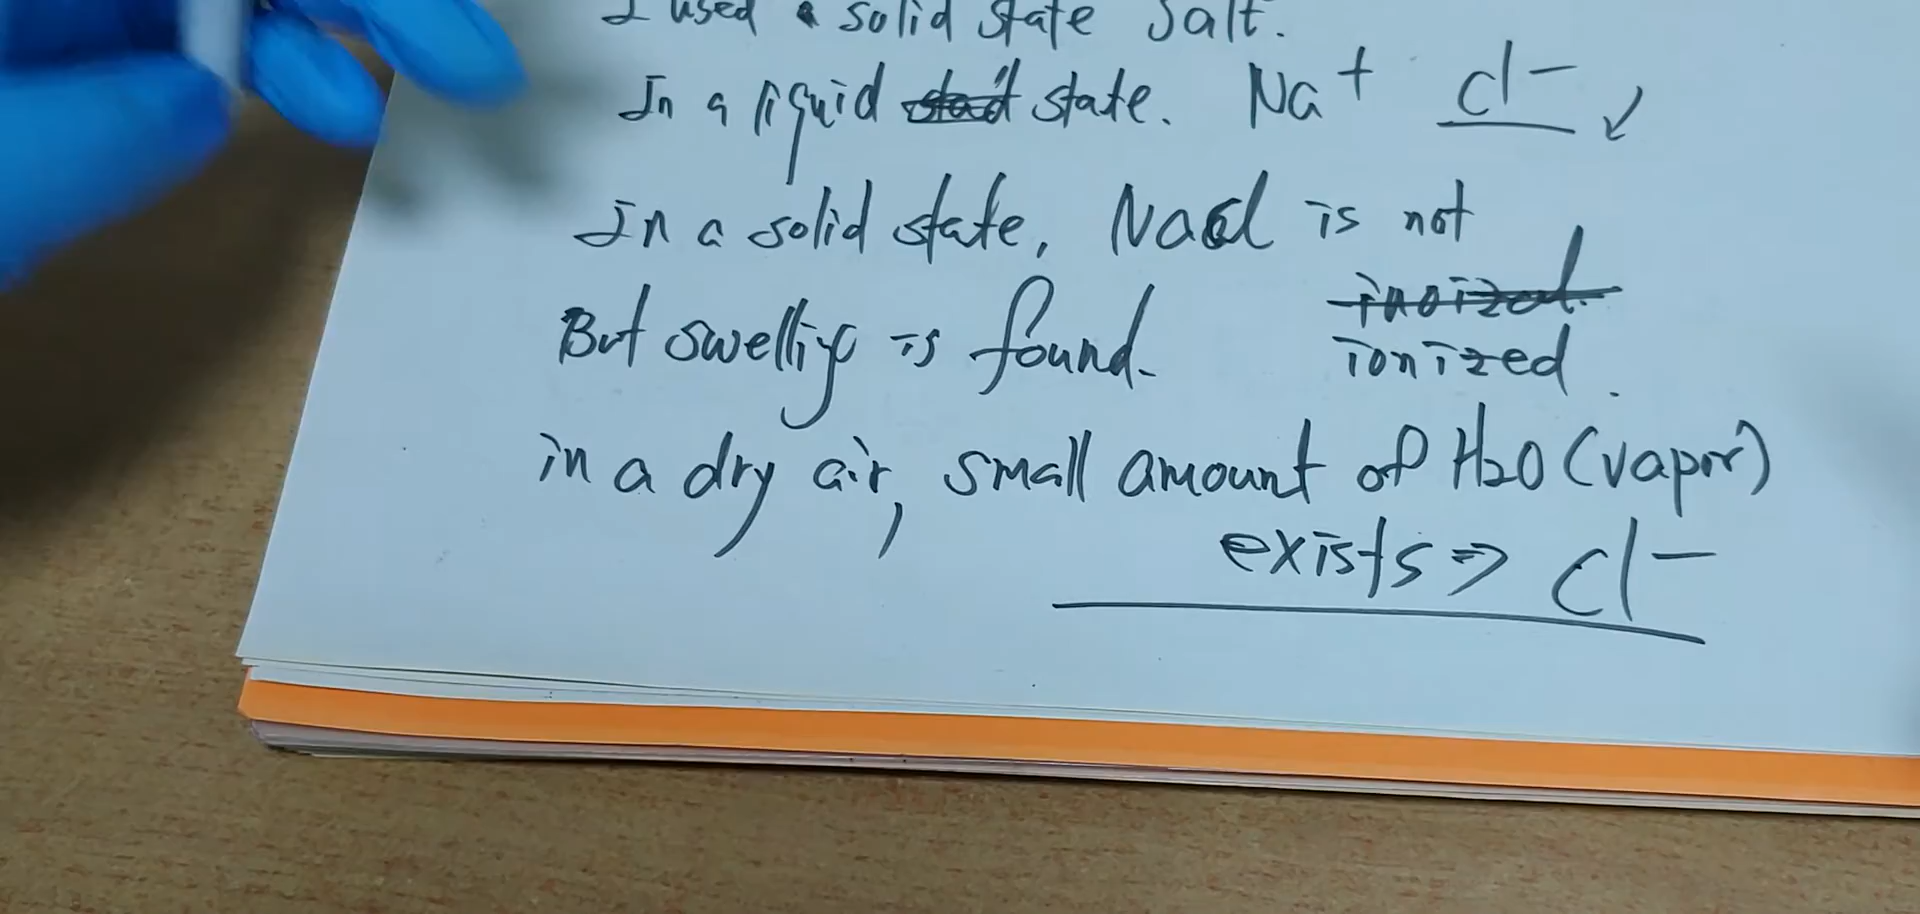 I used a solid state salt.
In a liquid state. Na+ Cl-
In a solid state, NaCl is not
ionized.
But swelling is found.
in a dry air, small amount of H2O (vapor)
exists => Cl-